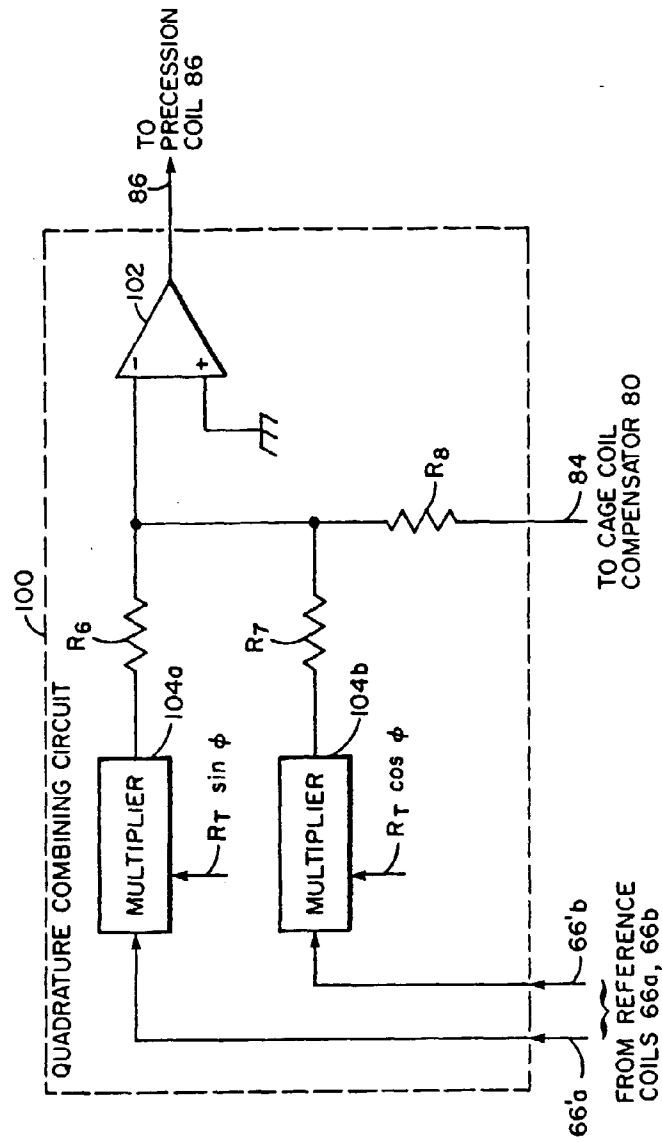 100
QUADRATURE COMBINING CIRCUIT
MULTIPLIER
104a
R6
RT sin ϕ
MULTIPLIER
104b
R7
RT cos ϕ
R8
102
-
+
86
TO
PRECESSION
COIL 86
84
TO CAGE COIL
COMPENSATOR 80
66'a
66'b
FROM REFERENCE
COILS 66a, 66b